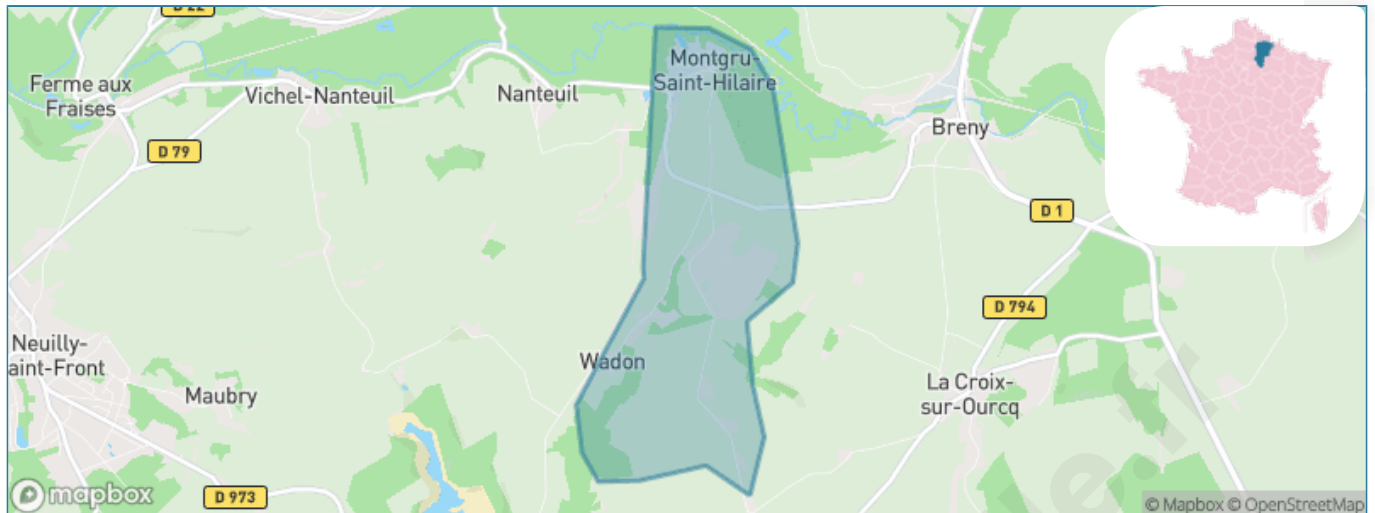 D 22
Montgru-
Saint-Hilaire
Ferme aux
Fraises
Vichel-Nanteuil
Nanteuil
Breny
D 79
D 1
D 794
Neuilly-
aint-Front
Wadon
Maubry
La Croix-
sur-Ourcq
D 973
mapbox
© Mapbox © OpenStreetMap